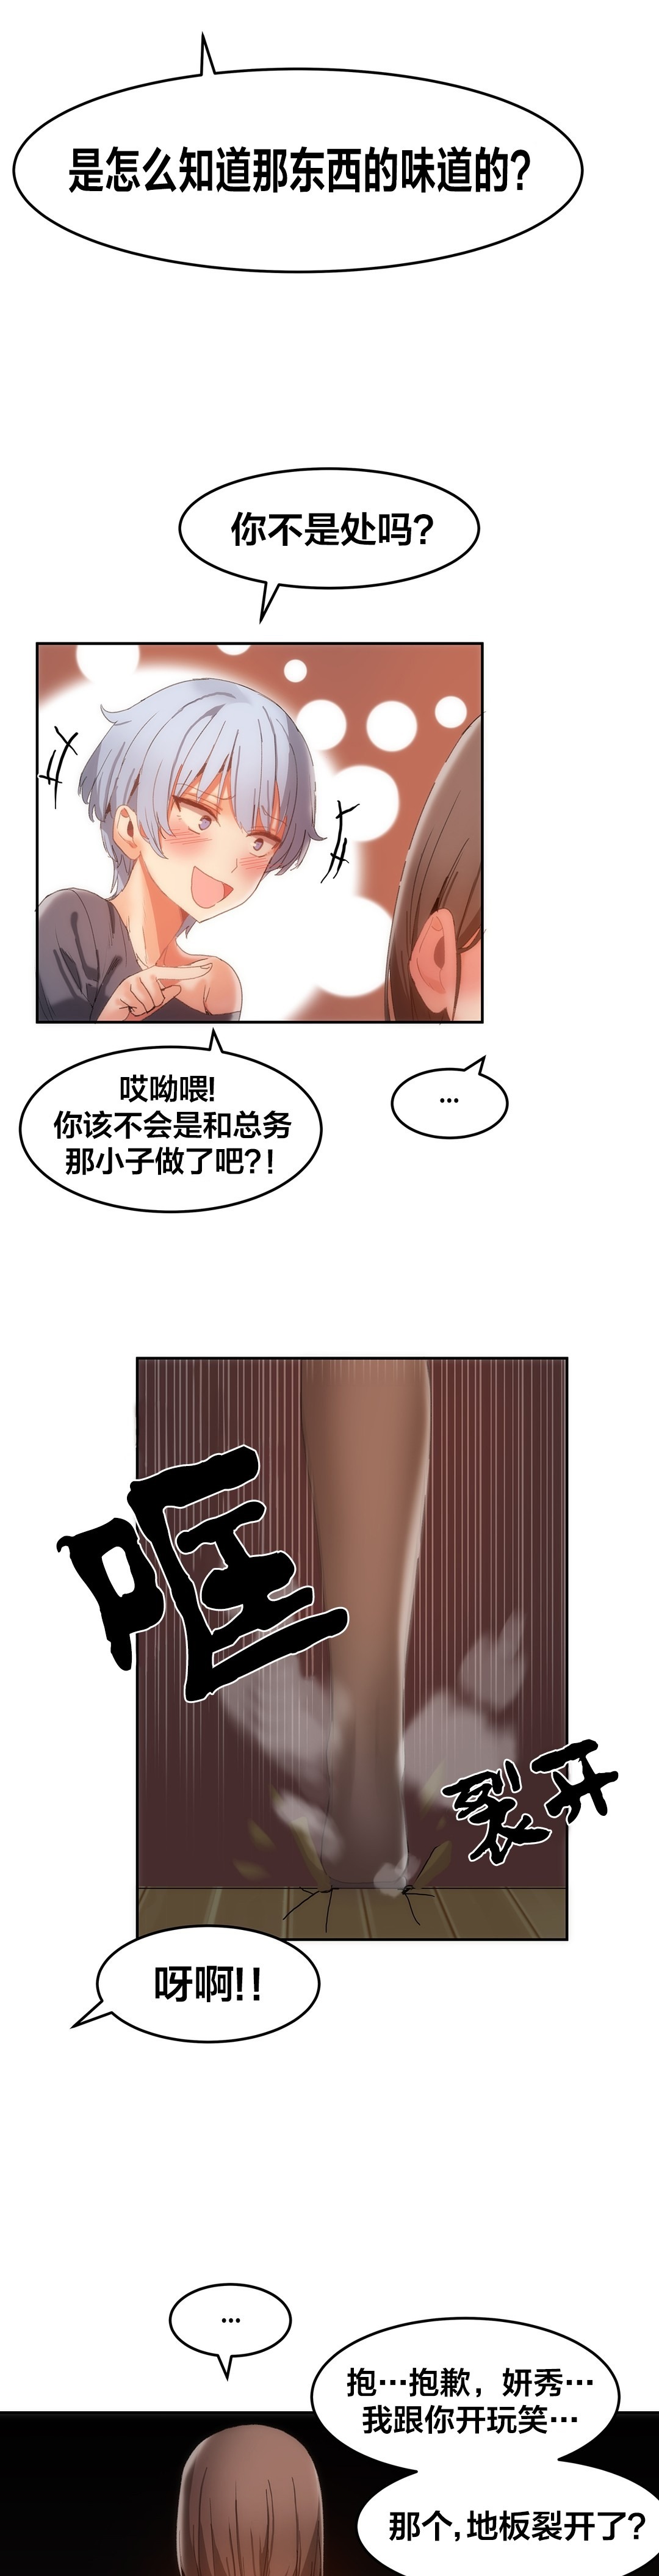 是怎么知道那东西的味道的?
你不是处吗?
哎呦喂!
你该不会是和总务
那小子做了吧?!
…
哐
裂开
呀啊!!
…
抱…抱歉，妍秀…
我跟你开玩笑…
那个,地板裂开了?